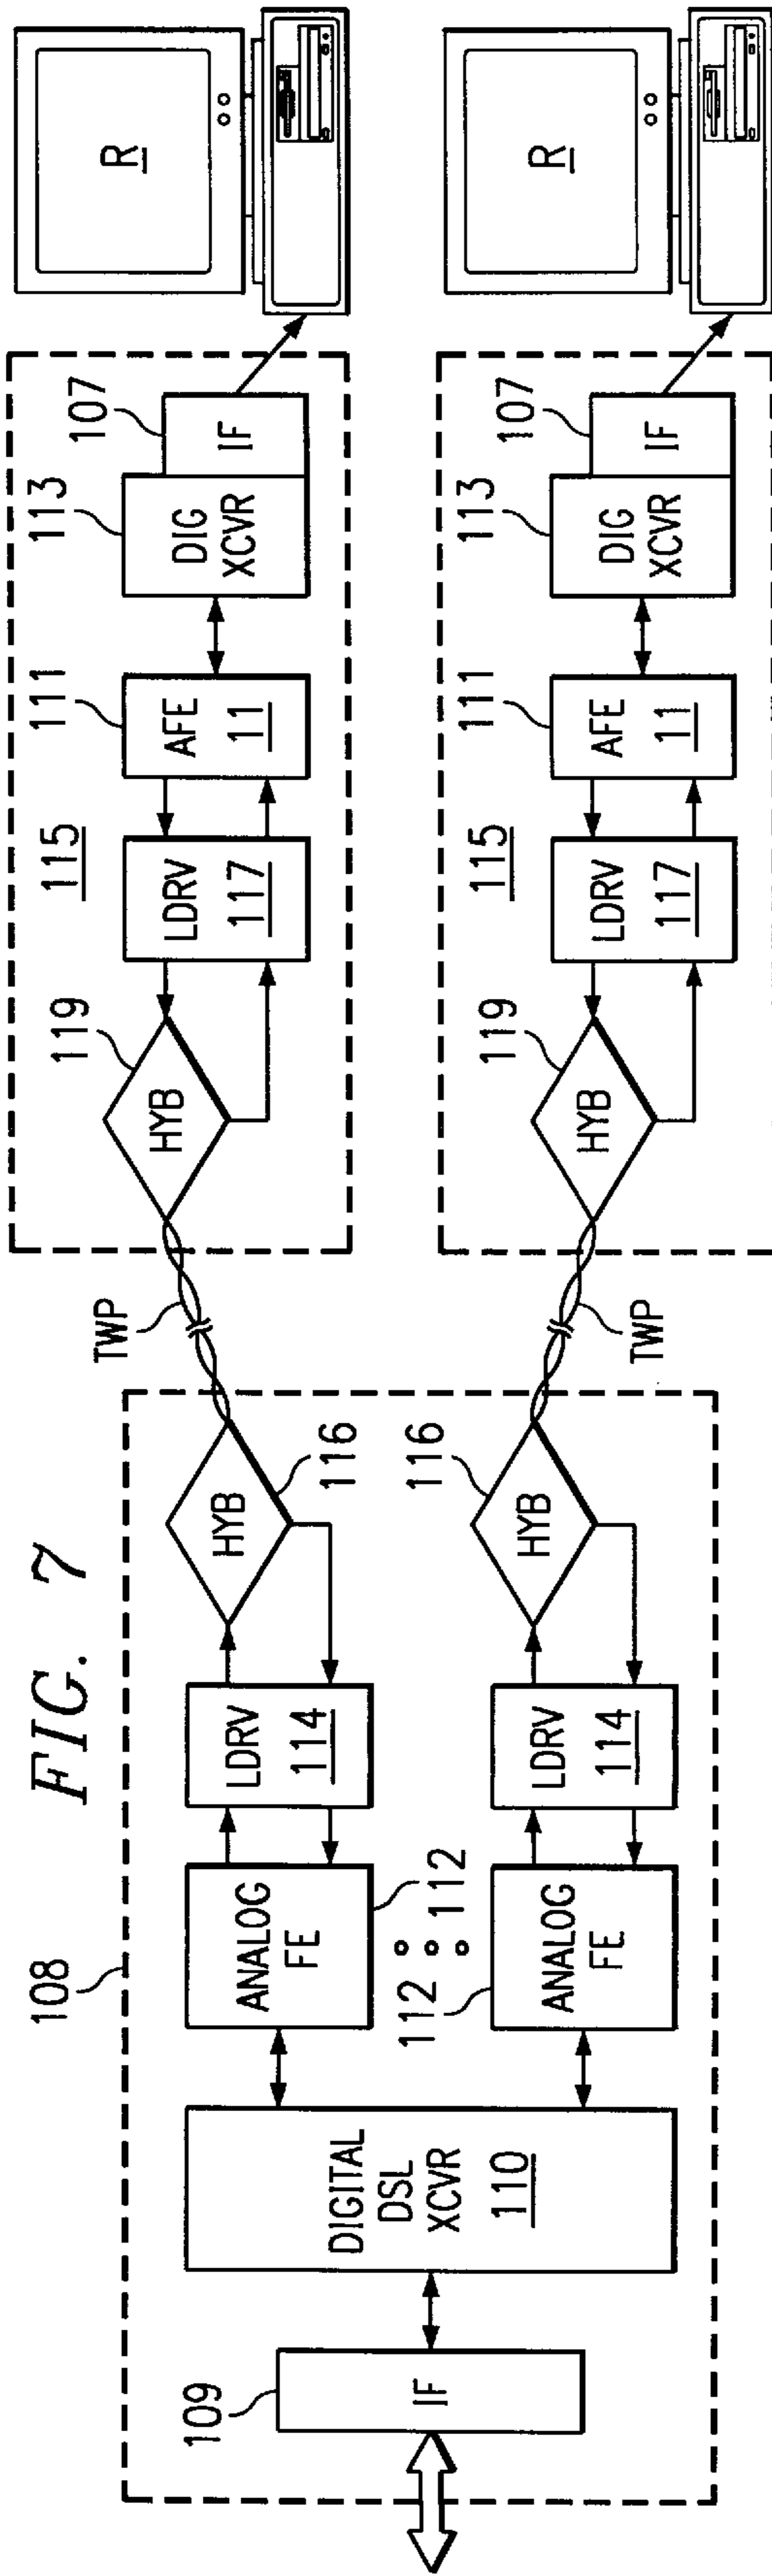 FIG. 7
108
109
IF
DIGITAL
DSL
XCVR
110
ANALOG
FE
112
LDRV
114
HYB
116
TWP
119
HYB
115
LDRV
117
111
AFE
11
113
DIG
XCVR
107
IF
R
112
ANALOG
FE
LDRV
114
116
HYB
TWP
119
HYB
115
LDRV
117
111
AFE
11
113
DIG
XCVR
107
IF
R